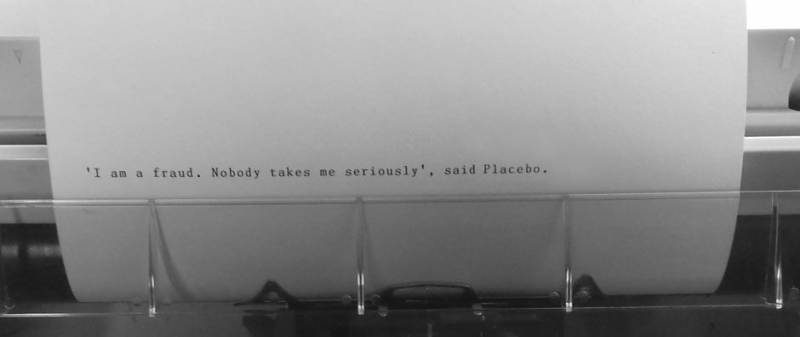 'I am a fraud. Nobody takes me seriously', said Placebo.